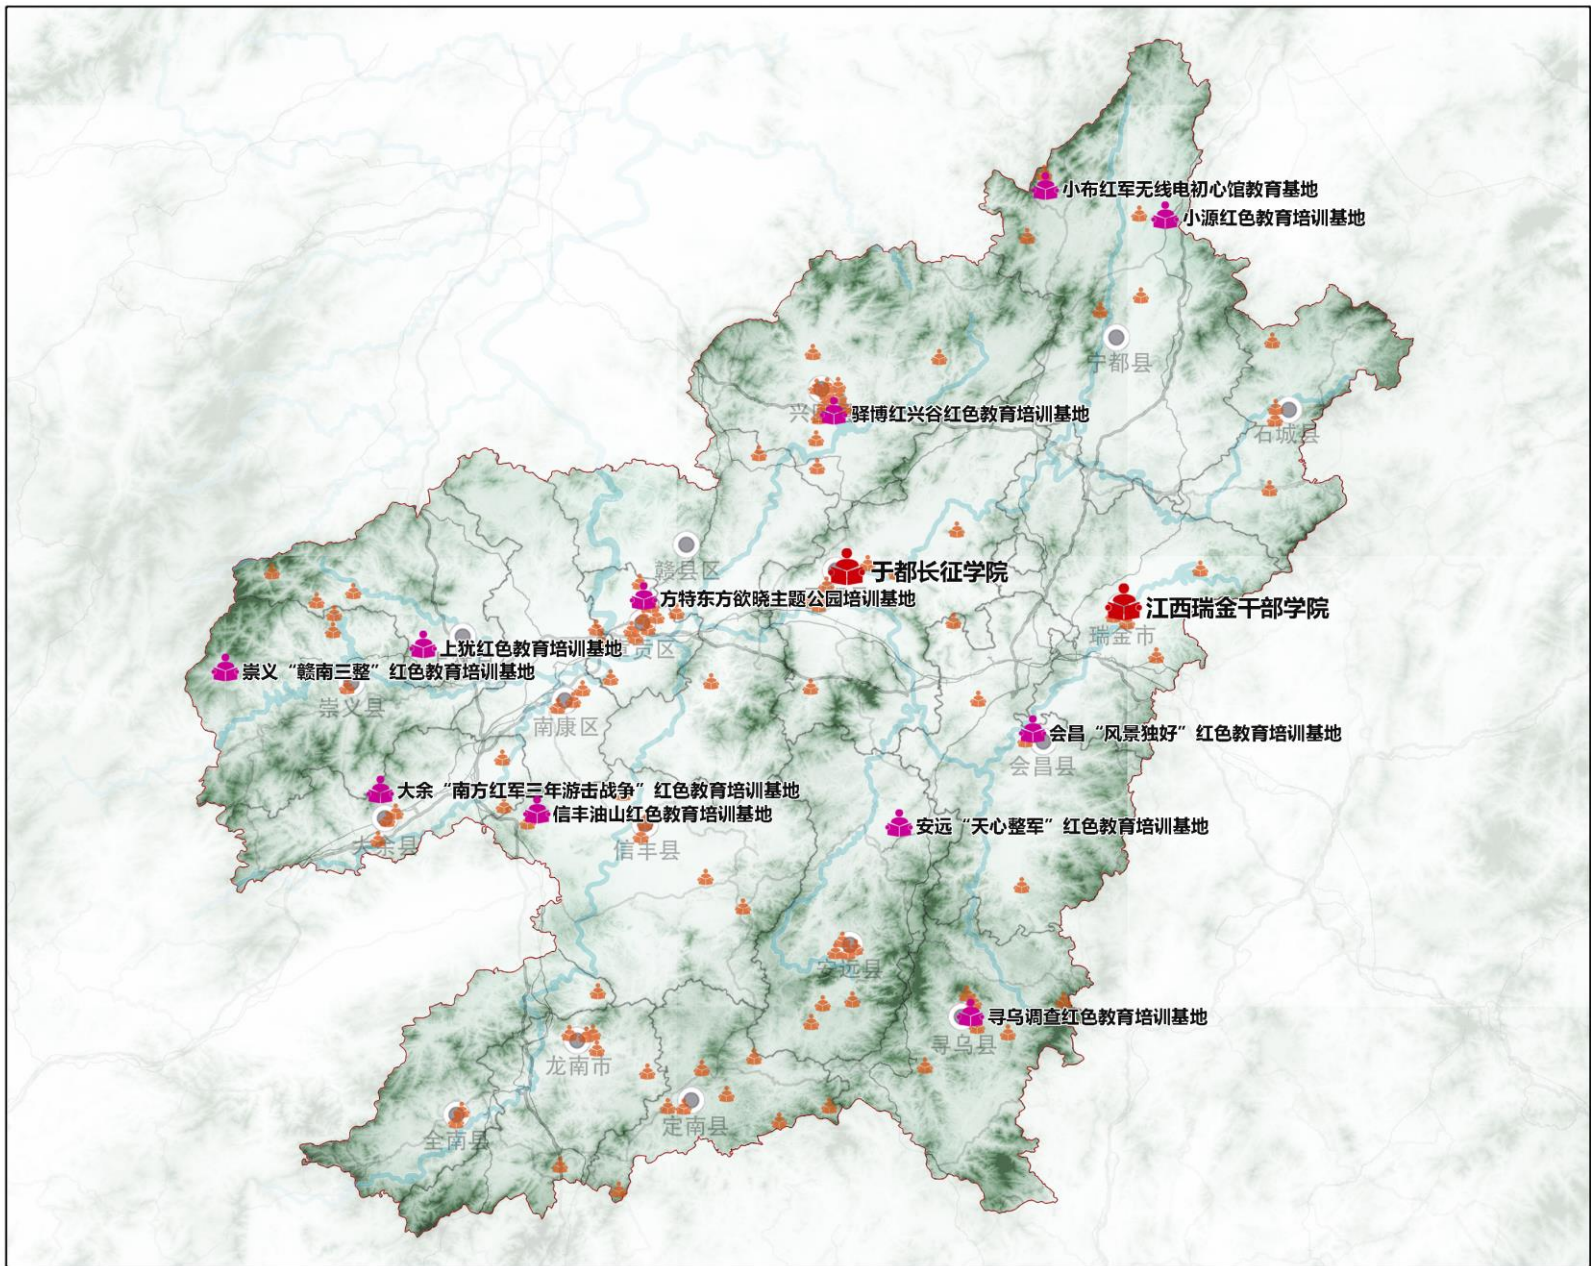 小布红军无线电初心馆教育基地
小源红色教育培训基地
宁都县
驿博红兴谷红色教育培训基地
石城县
赣县区
于都长征学院
方特东方欲晓主题公园培训基地
江西瑞金干部学院
瑞金市
上犹红色教育培训基地
崇义“赣南三整”红色教育培训基地
崇义县
南康区
会昌“风景独好”红色教育培训基地
会昌县
大余“南方红军三年游击战争”红色教育培训基地
信丰油山红色教育培训基地
安远“天心整军”红色教育培训基地
大余县
信丰县
安远县
寻乌调查红色教育培训基地
寻乌县
龙南市
定南县
全南县